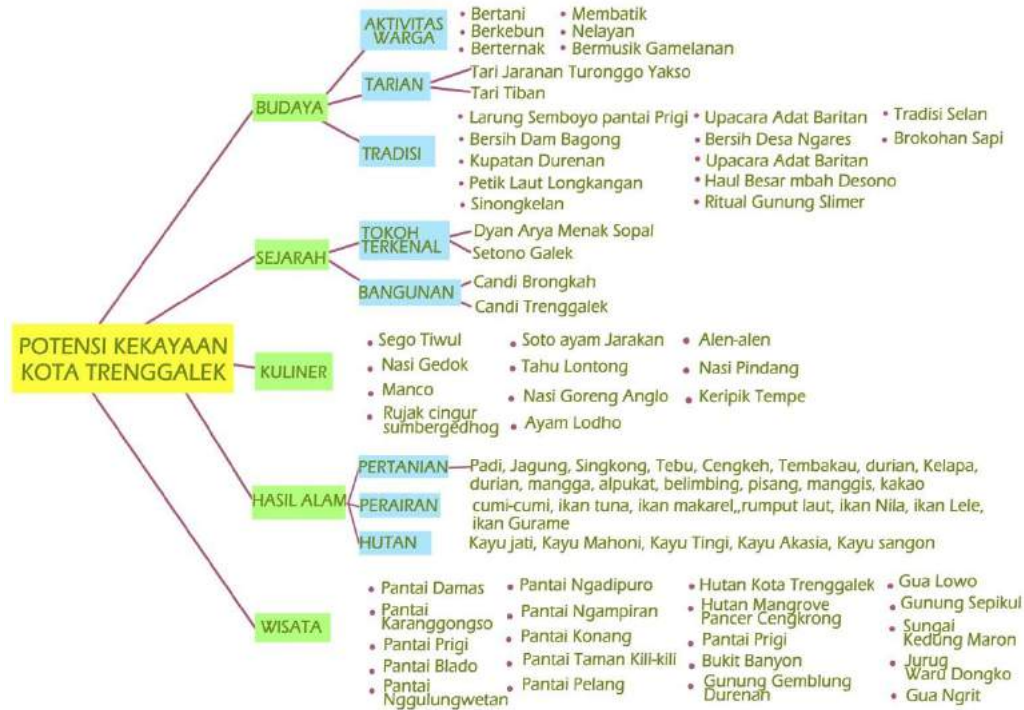 POTENSI KEKAYAAN
KOTA TRENGGALEK
BUDAYA
AKTIVITAS
WARGA
• Bertani
• Berkebun
• Berternak
• Membatik
• Nelayan
• Bermusik Gamelanan
TARIAN
Tari Jaranan Turonggo Yakso
Tari Tiban
TRADISI
• Larung Semboyo pantai Prigi
• Bersih Dam Bagong
• Kupatan Durenan
• Petik Laut Longkangan
• Sinongkelan
• Upacara Adat Baritan
• Bersih Desa Ngares
• Upacara Adat Baritan
• Haul Besar mbah Desono
• Ritual Gunung Slimer
• Tradisi Selan
• Brokohan Sapi
SEJARAH
TOKOH
TERKENAL
Dyan Arya Menak Sopal
Setono Galek
BANGUNAN
Candi Brongkah
Candi Trenggalek
KULINER
• Sego Tiwul
• Nasi Gedok
• Manco
• Rujak cingur
sumbergedhog
• Soto ayam Jarakan
• Tahu Lontong
• Nasi Goreng Anglo
• Ayam Lodho
• Alen-alen
• Nasi Pindang
• Keripik Tempe
HASIL ALAM
PERTANIAN
Padi, Jagung, Singkong, Tebu, Cengkeh, Tembakau, durian, Kelapa,
durian, mangga, alpukat, belimbing, pisang, manggis, kakao
PERAIRAN
cumi-cumi, ikan tuna, ikan makarel,,rumput laut, ikan Nila, ikan Lele,
ikan Gurame
HUTAN
Kayu jati, Kayu Mahoni, Kayu Tingi, Kayu Akasia, Kayu sangon
WISATA
• Pantai Damas
• Pantai
Karanggongso
• Pantai Prigi
• Pantai Blado
• Pantai
Nggulungwetan
• Pantai Ngadipuro
• Pantai Ngampiran
• Pantai Konang
• Pantai Taman Kili-kili
• Pantai Pelang
• Hutan Kota Trenggalek
• Hutan Mangrove
Pancer Cengkrong
• Pantai Prigi
• Bukit Banyon
• Gunung Gemblung
Durenan
• Gua Lowo
• Gunung Sepikul
• Sungai
Kedung Maron
• Jurug
Waru Dongko
• Gua Ngrit